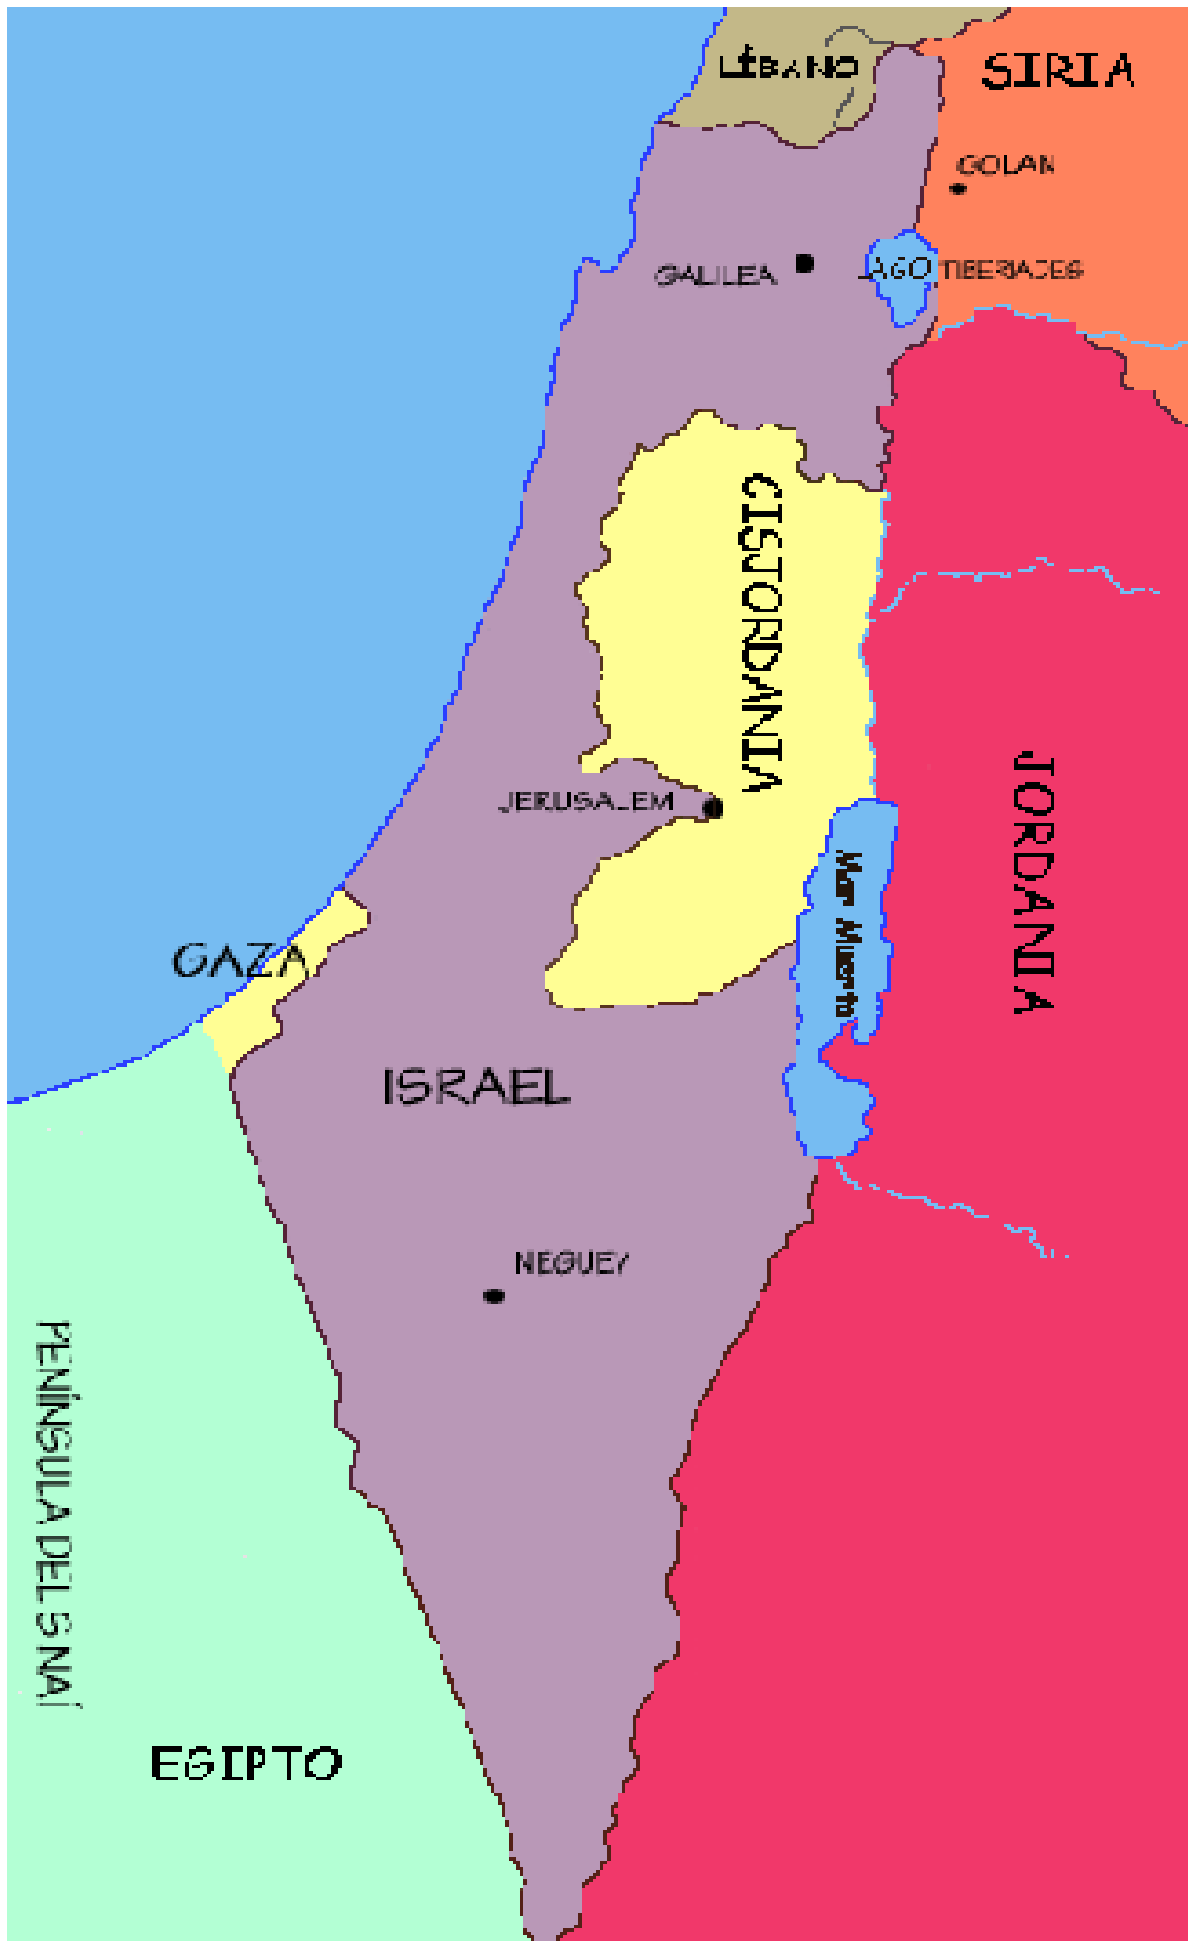 LÍBANO
SIRIA
GOLAN
GALILEA
LAGO TIBERIADES
CISJORDANIA
JERUSALEM
JORDANIA
Mar Muerto
GAZA
ISRAEL
NEGUEV
PENÍNSULA DEL SINAÍ
EGIPTO